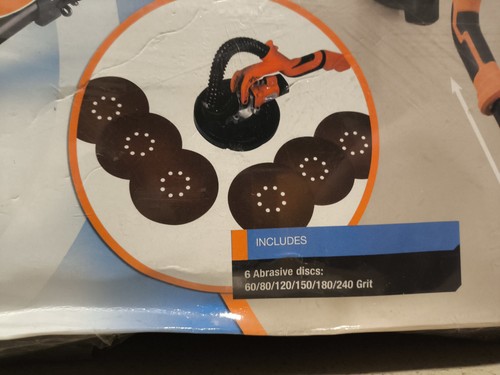 INCLUDES
6 Abrasive discs:
60/80/120/150/180/240 Grit